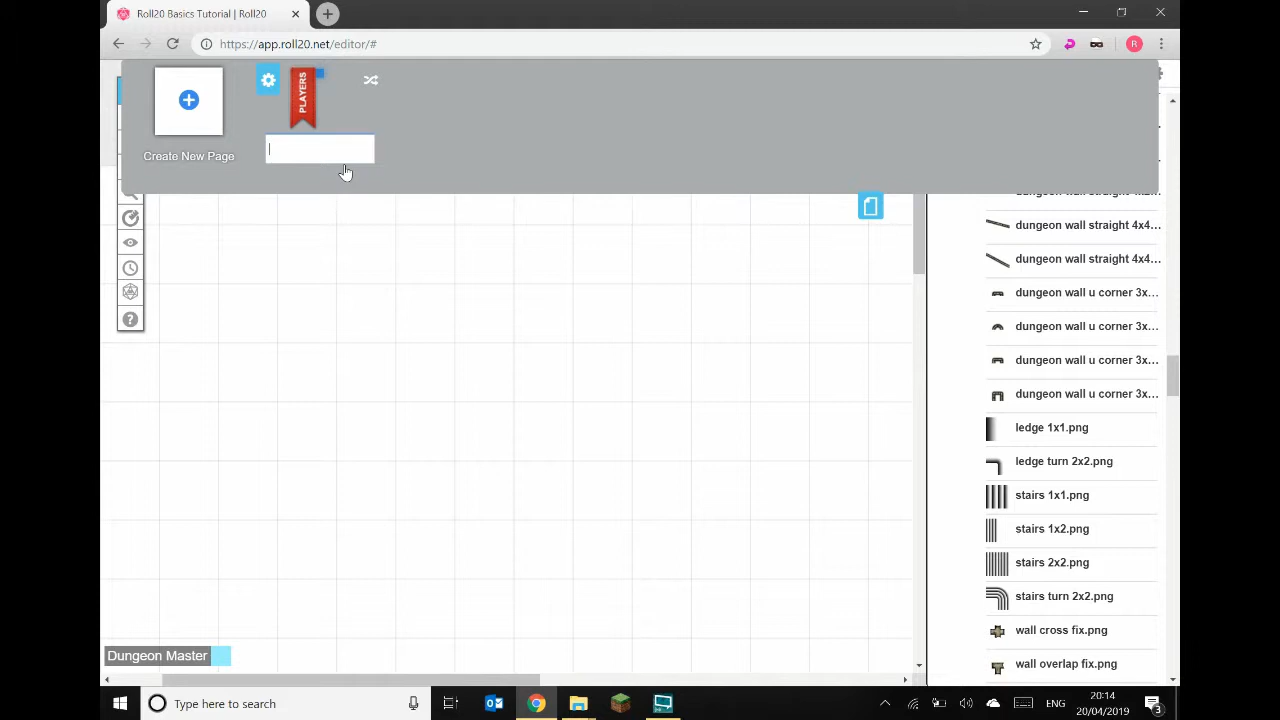 Roll20 Basics Tutorial | Roll20
https://app.roll20.net/editor/#
R
PLAYERS
Create New Page
dungeon wall straight 4x4...
dungeon wall straight 4x4...
dungeon wall u corner 3x...
dungeon wall u corner 3x...
dungeon wall u corner 3x...
dungeon wall u corner 3x...
ledge 1x1.png
ledge turn 2x2.png
stairs 1x1.png
stairs 1x2.png
stairs 2x2.png
stairs turn 2x2.png
wall cross fix.png
wall overlap fix.png
Dungeon Master
Type here to search
ENG
20:14
20/04/2019
3